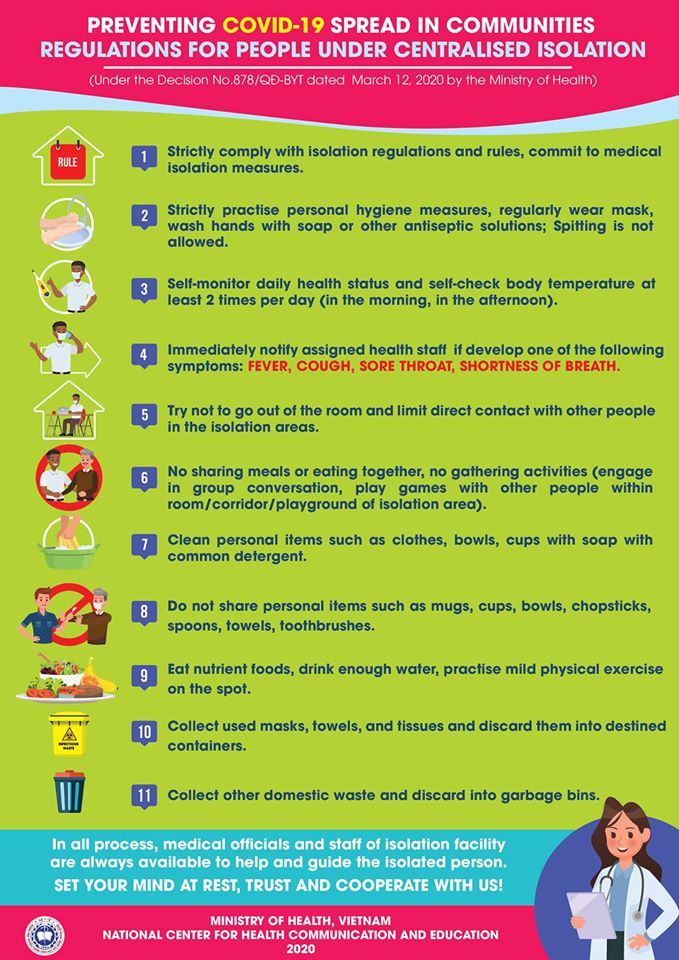 PREVENTING COVID-19 SPREAD IN COMMUNITIES
REGULATIONS FOR PEOPLE UNDER CENTRALISED ISOLATION
(Under the Decision No.878/QĐ-BYT dated March 12, 2020 by the Ministry of Health)
RULE
1
Strictly comply with isolation regulations and rules, commit to medical
isolation measures.
2
Strictly practise personal hygiene measures, regularly wear mask,
wash hands with soap or other antiseptic solutions; Spitting is not
allowed.
3
Self-monitor daily health status and self-check body temperature at
least 2 times per day (in the morning, in the afternoon).
4
Immediately notify assigned health staff if develop one of the following
symptoms: FEVER, COUGH, SORE THROAT, SHORTNESS OF BREATH.
5
Try not to go out of the room and limit direct contact with other people
in the isolation areas.
6
No sharing meals or eating together, no gathering activities (engage
in group conversation, play games with other people within
room/corridor/playground of isolation area).
7
Clean personal items such as clothes, bowls, cups with soap with
common detergent.
8
Do not share personal items such as mugs, cups, bowls, chopsticks,
spoons, towels, toothbrushes.
9
Eat nutrient foods, drink enough water, practise mild physical exercise
on the spot.
INFECTIOUS
WASTE
10
Collect used masks, towels, and tissues and discard them into destined
containers.
11
Collect other domestic waste and discard into garbage bins.
In all process, medical officials and staff of isolation facility
are always available to help and guide the isolated person.
SET YOUR MIND AT REST, TRUST AND COOPERATE WITH US!
MINISTRY OF HEALTH, VIETNAM
NATIONAL CENTER FOR HEALTH COMMUNICATION AND EDUCATION
2020